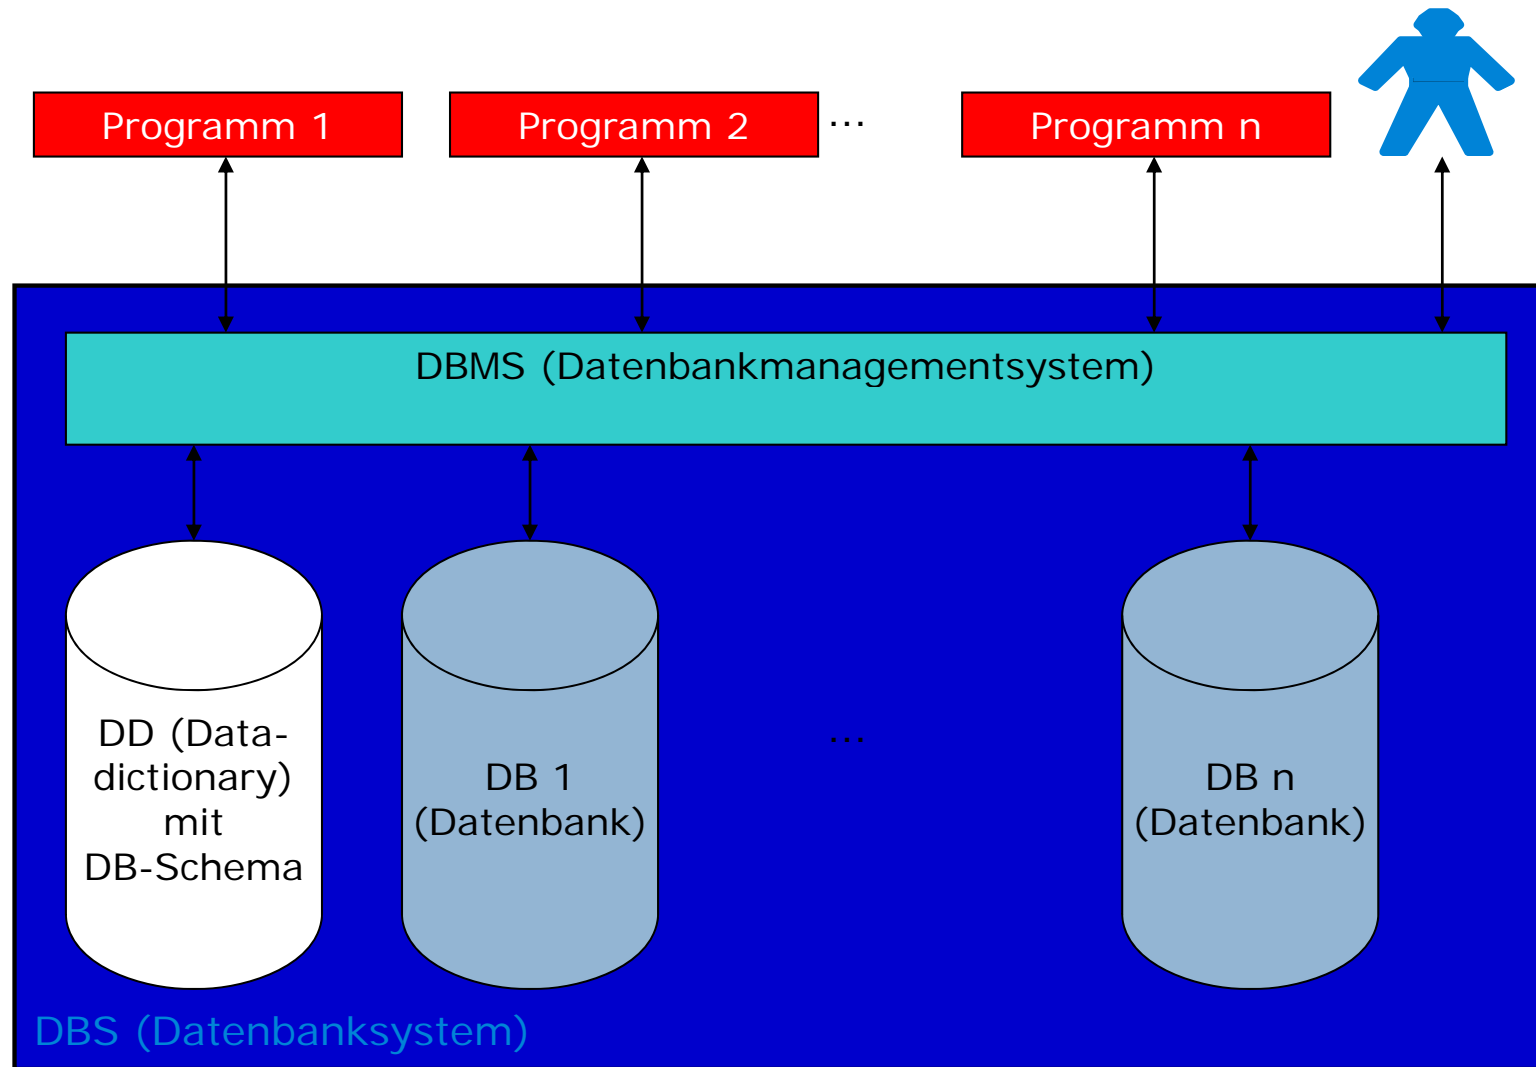 Programm 1
Programm 2
...
Programm n
DBMS (Datenbankmanagementsystem)
DD (Data-
dictionary)
mit
DB-Schema
DB 1
(Datenbank)
...
DB n
(Datenbank)
DBS (Datenbanksystem)